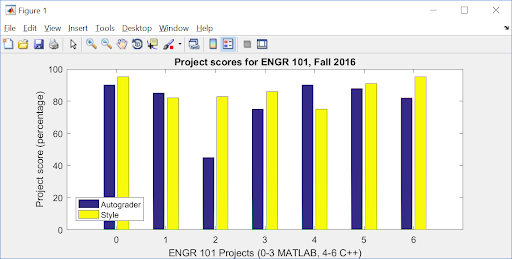 Figure 1
File Edit View Insert Tools Desktop Window Help
Project scores for ENGR 101, Fall 2016
Project score (percentage)
100
80
60
40
20
0
Autograder
Style
0 1 2 3 4 5 6
ENGR 101 Projects (0-3 MATLAB, 4-6 C++)